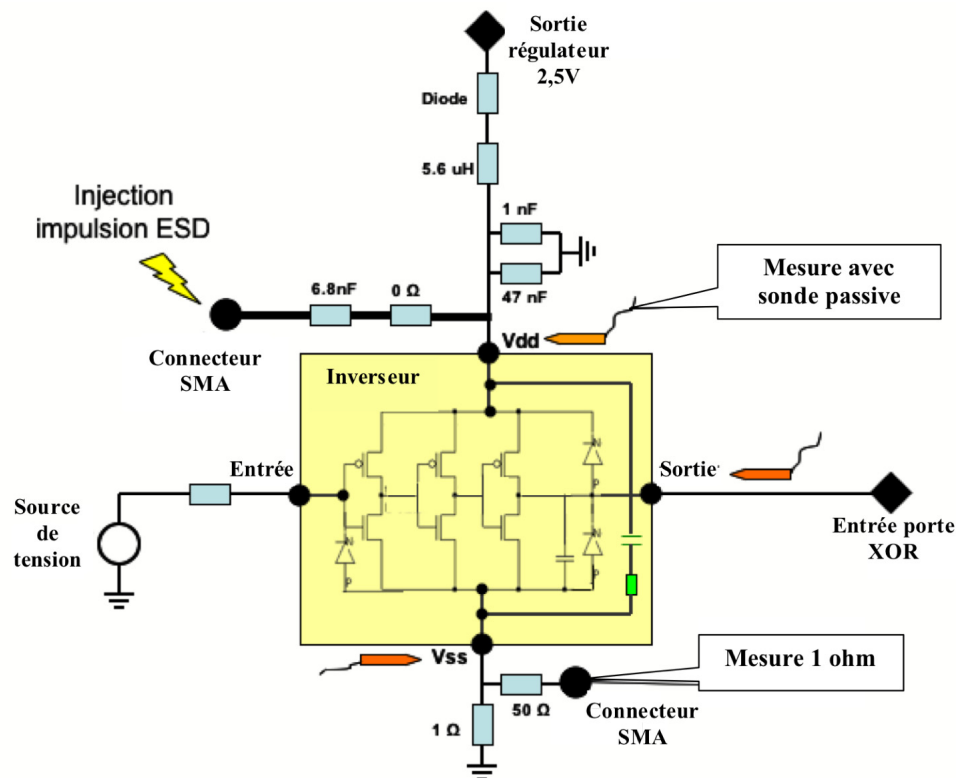 Sortie
régulateur
2,5V
Diode
5.6 uH
Injection
impulsion ESD
1 nF
47 nF
6.8nF
0 Ω
Mesure avec
sonde passive
Vdd
Connecteur
SMA
Inverseur
Entrée
Sortie
N
P
N
P
N
P
Source
de
tension
Entrée porte
XOR
Vss
Mesure 1 ohm
50 Ω
1 Ω
Connecteur
SMA